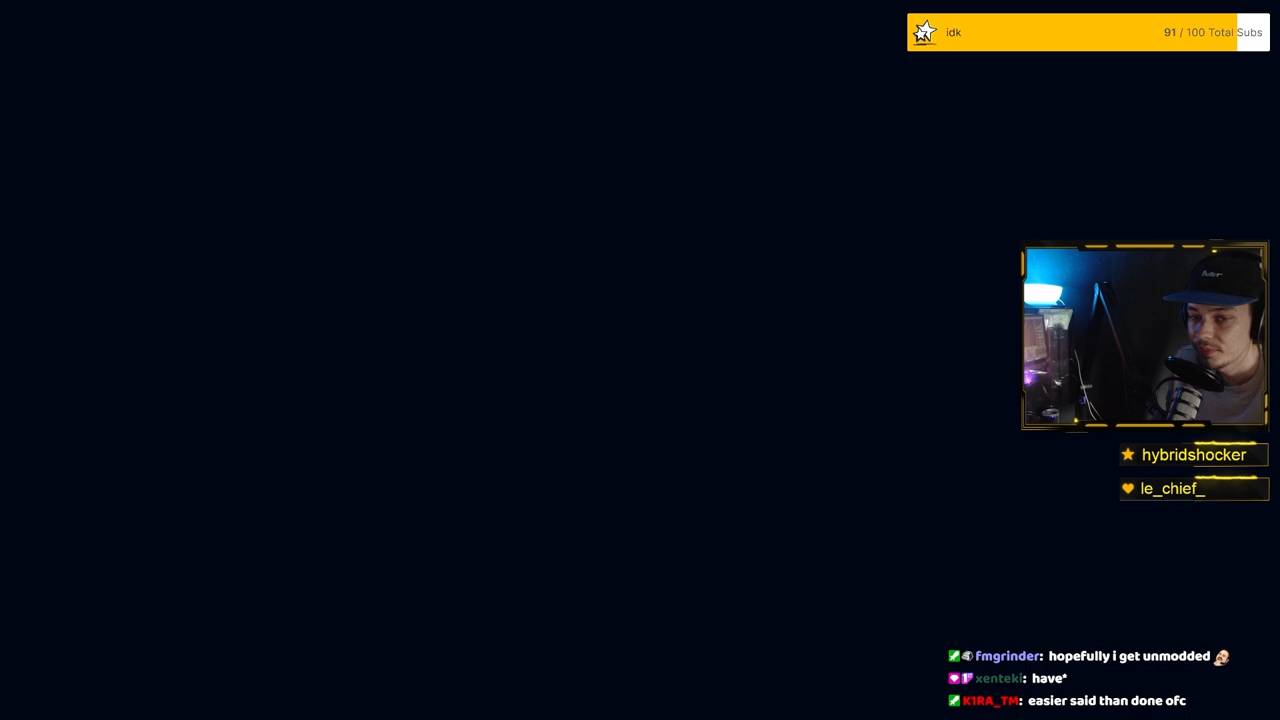 idk
91 / 100 Total Subs
hybridshocker
le_chief_
fmgrinder: hopefully i get unmodded
xenteki: have*
K1RA_TM: easier said than done ofc